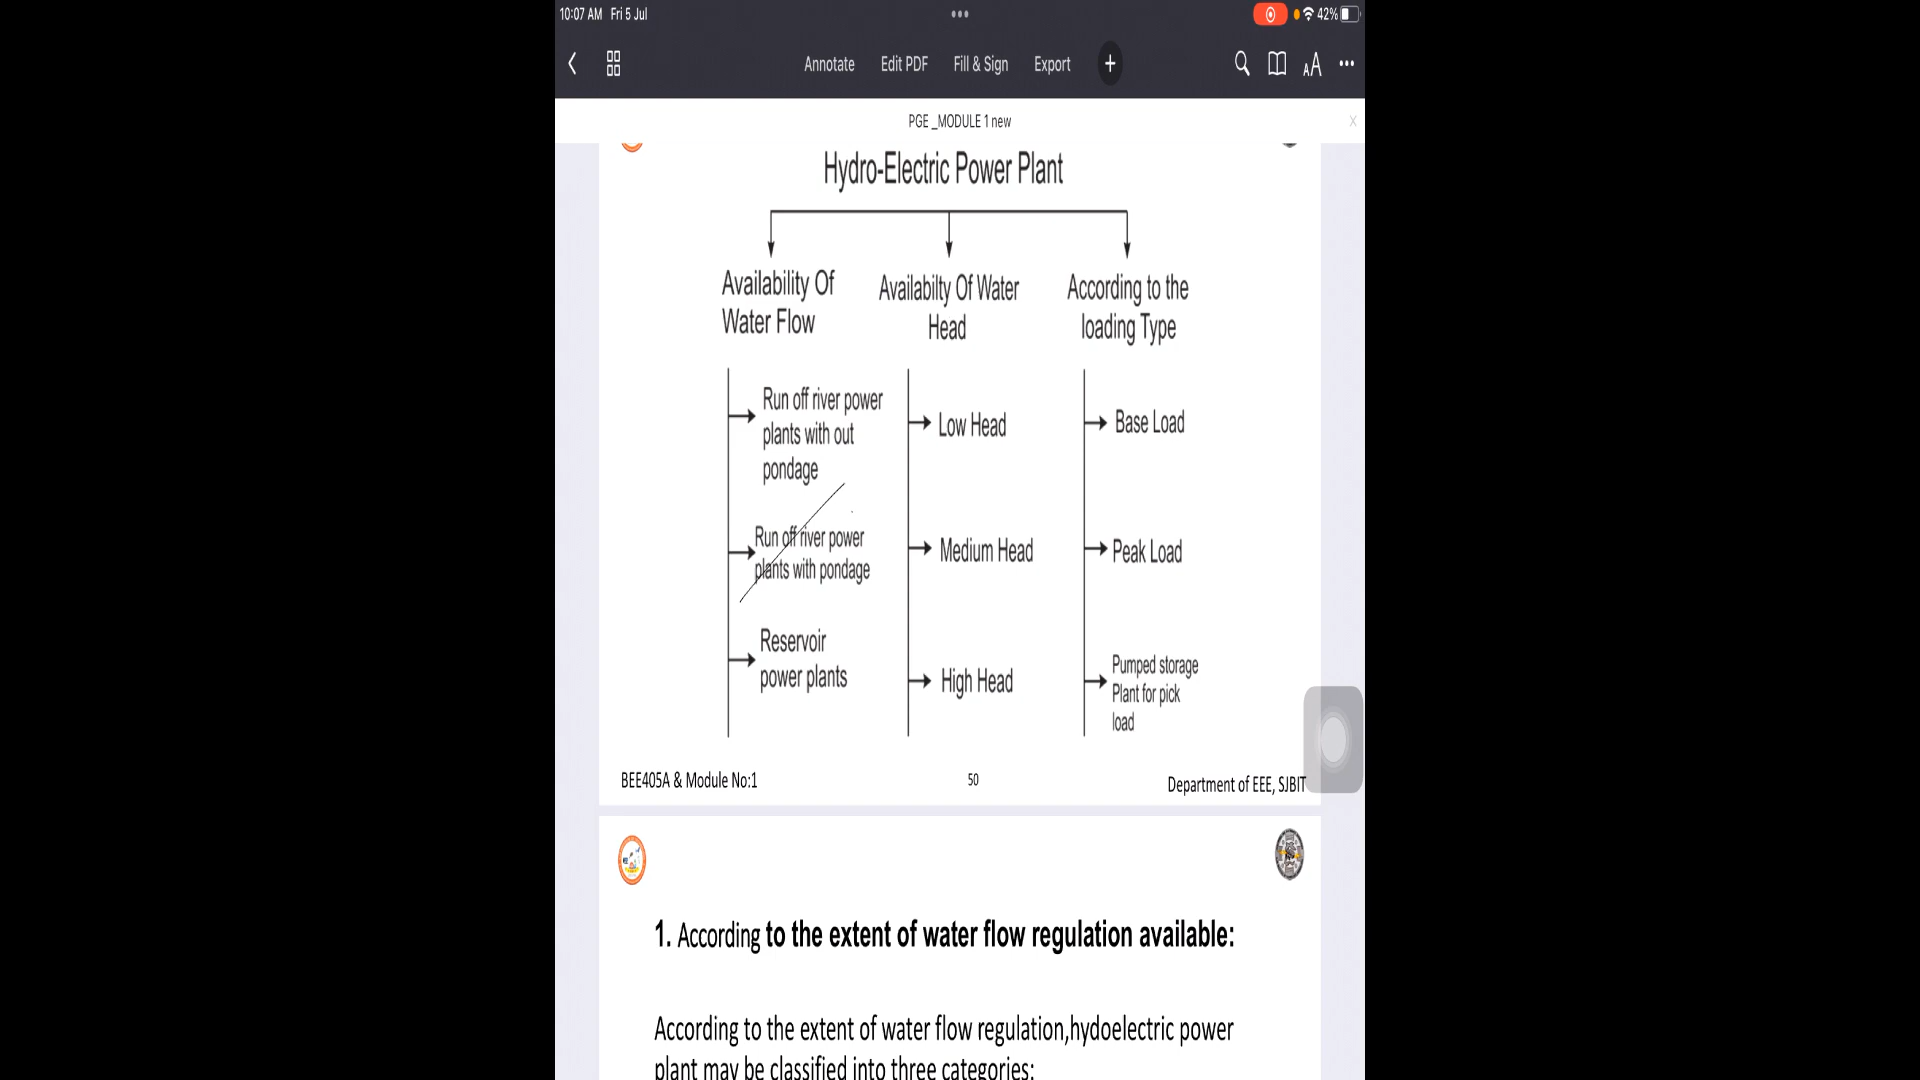 10:07 AM Fri 5 Jul
42%
Annotate Edit PDF Fill & Sign Export
AA
PGE _MODULE 1 new
Hydro-Electric Power Plant
Availability Of
Water Flow
Run off river power
plants with out
pondage
Run off river power
plants with pondage
Reservoir
power plants
Availabilty Of Water
Head
Low Head
Medium Head
High Head
According to the
loading Type
Base Load
Peak Load
Pumped storage
Plant for pick
load
BEE405A & Module No:1
50
Department of EEE, SJBIT
1. According to the extent of water flow regulation available:
According to the extent of water flow regulation,hydoelectric power
plant may be classified into three categories: